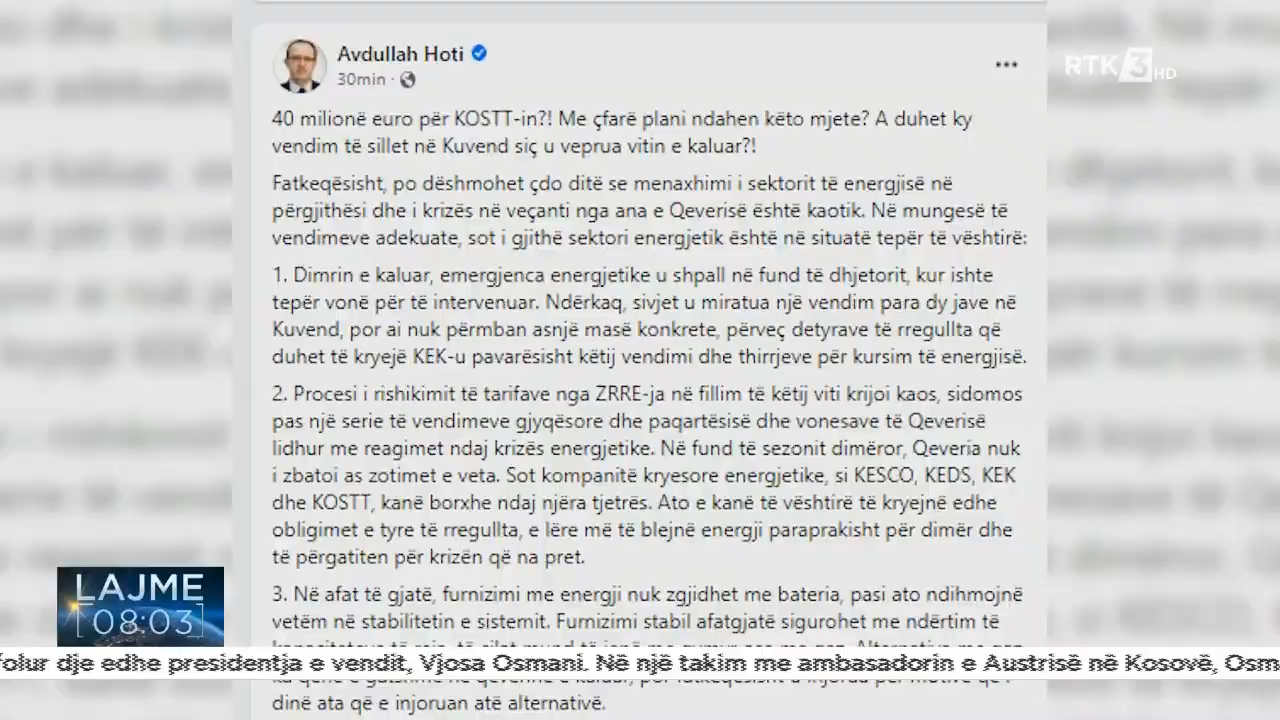 Avdullah Hoti
30min ·
RTK 3 HD
40 milionë euro për KOSTT-in?! Me çfarë plani ndahen këto mjete? A duhet ky
vendim të sillet në Kuvend siç u veprua vitin e kaluar?!
Fatkeqësisht, po dëshmohet çdo ditë se menaxhimi i sektorit të energjisë në
përgjithësi dhe i krizës në veçanti nga ana e Qeverisë është kaotik. Në mungesë të
vendimeve adekuate, sot i gjithë sektori energjetik është në situatë tepër të vështirë:
1. Dimrin e kaluar, emergjenca energjetike u shpall në fund të dhjetorit, kur ishte
tepër vonë për të intervenuar. Ndërkaq, sivjet u miratua një vendim para dy jave në
Kuvend, por ai nuk përmban asnjë masë konkrete, përveç detyrave të rregullta që
duhet të kryejë KEK-u pavarësisht këtij vendimi dhe thirrjeve për kursim të energjisë.
2. Procesi i rishikimit të tarifave nga ZRRE-ja në fillim të këtij viti krijoi kaos, sidomos
pas një serie të vendimeve gjyqësore dhe paqartësisë dhe vonesave të Qeverisë
lidhur me reagimet ndaj krizës energjetike. Në fund të sezonit dimëror, Qeveria nuk
i zbatoi as zotimet e veta. Sot kompanitë kryesore energjetike, si KESCO, KEDS, KEK
dhe KOSTT, kanë borxhe ndaj njëra tjetrës. Ato e kanë të vështirë të kryejnë edhe
obligimet e tyre të rregullta, e lëre më të blejnë energji paraprakisht për dimër dhe
të përgatiten për krizën që na pret.
3. Në afat të gjatë, furnizimi me energji nuk zgjidhet me bateria, pasi ato ndihmojnë
vetëm në stabilitetin e sistemit. Furnizimi stabil afatgjatë sigurohet me ndërtim të
LAJME
08:03
folur dje edhe presidentja e vendit, Vjosa Osmani. Në një takim me ambasadorin e Austrisë në Kosovë, Osm
dinë ata që e injoruan atë alternativë.